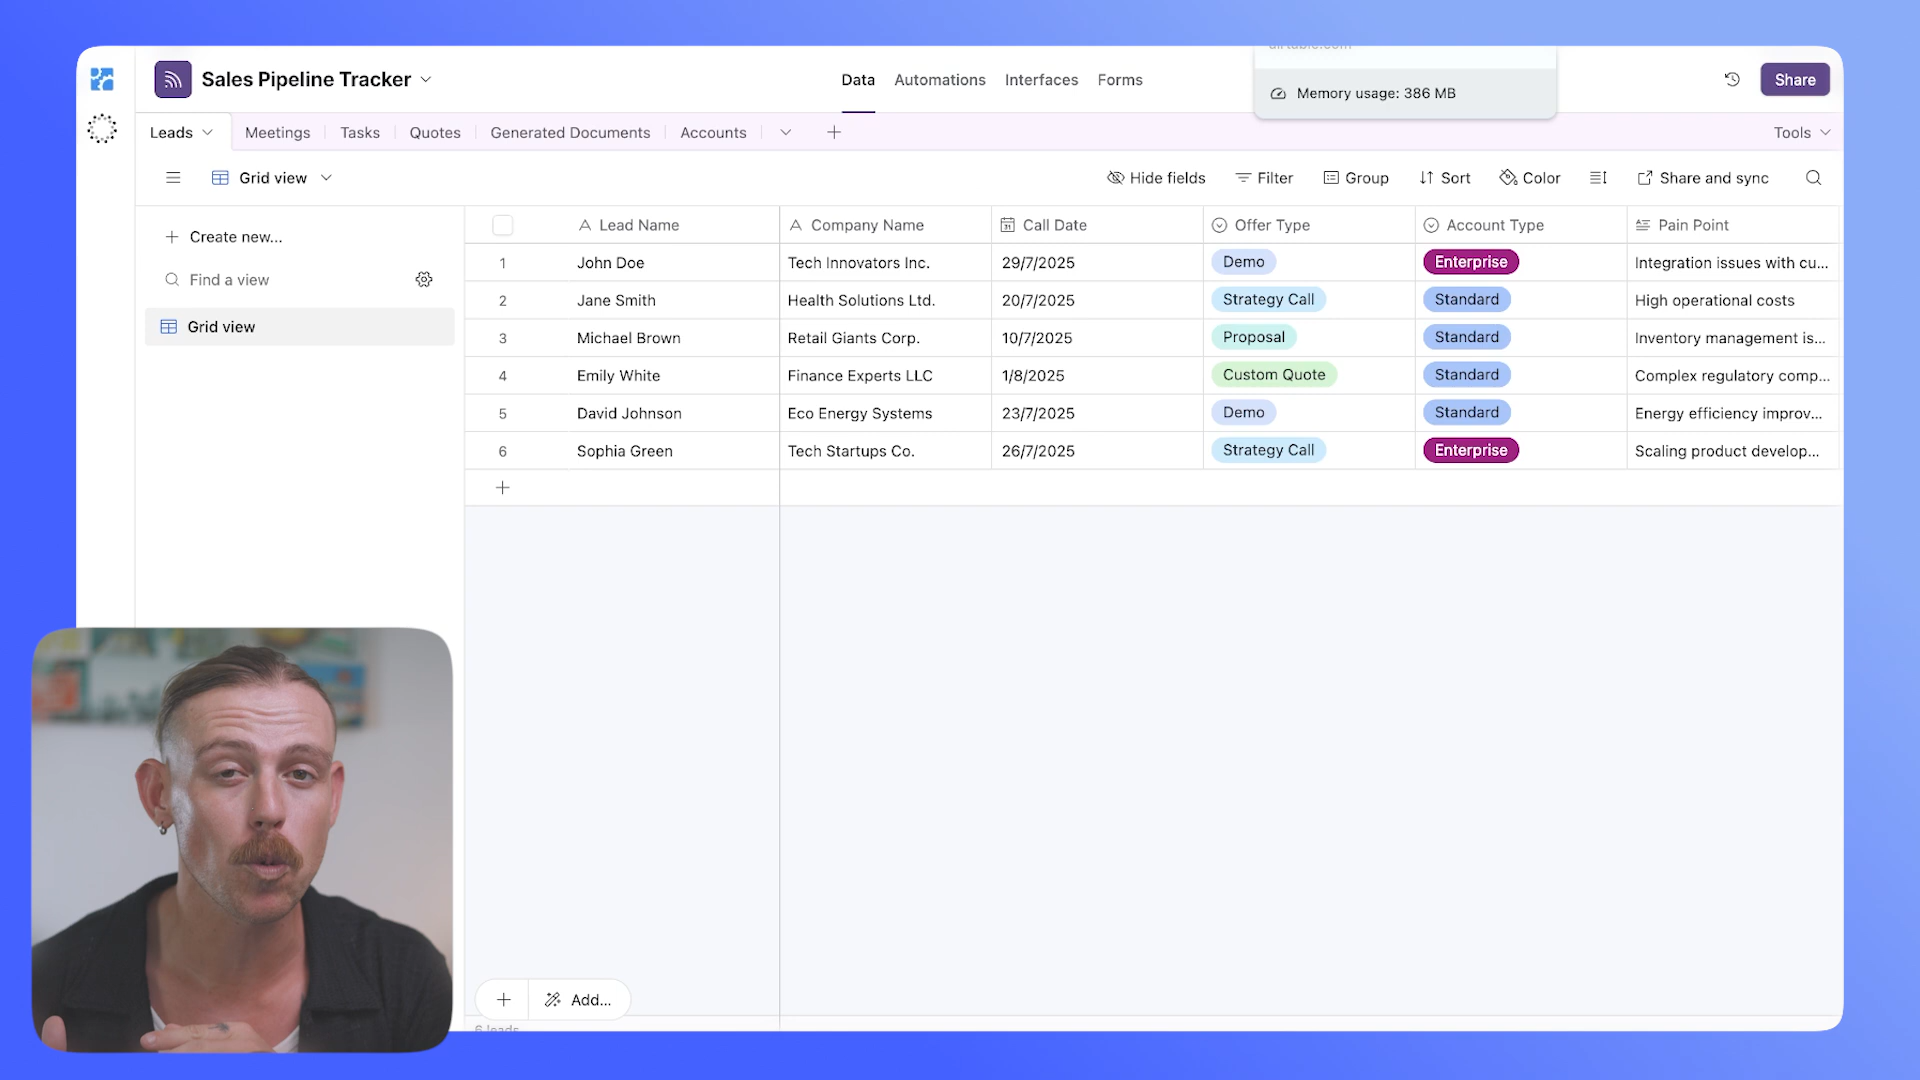 airtable.com
Sales Pipeline Tracker
Data Automations Interfaces Forms
Memory usage: 386 MB
Share
Leads Meetings Tasks Quotes Generated Documents Accounts
Tools
Grid view
Hide fields Filter Group Sort Color Share and sync
Create new...
Find a view
Grid view
Lead Name Company Name Call Date Offer Type Account Type Pain Point
1 John Doe Tech Innovators Inc. 29/7/2025 Demo Enterprise Integration issues with cu...
2 Jane Smith Health Solutions Ltd. 20/7/2025 Strategy Call Standard High operational costs
3 Michael Brown Retail Giants Corp. 10/7/2025 Proposal Standard Inventory management is...
4 Emily White Finance Experts LLC 1/8/2025 Custom Quote Standard Complex regulatory comp...
5 David Johnson Eco Energy Systems 23/7/2025 Demo Standard Energy efficiency improv...
6 Sophia Green Tech Startups Co. 26/7/2025 Strategy Call Enterprise Scaling product develop...
Add...
6 leads